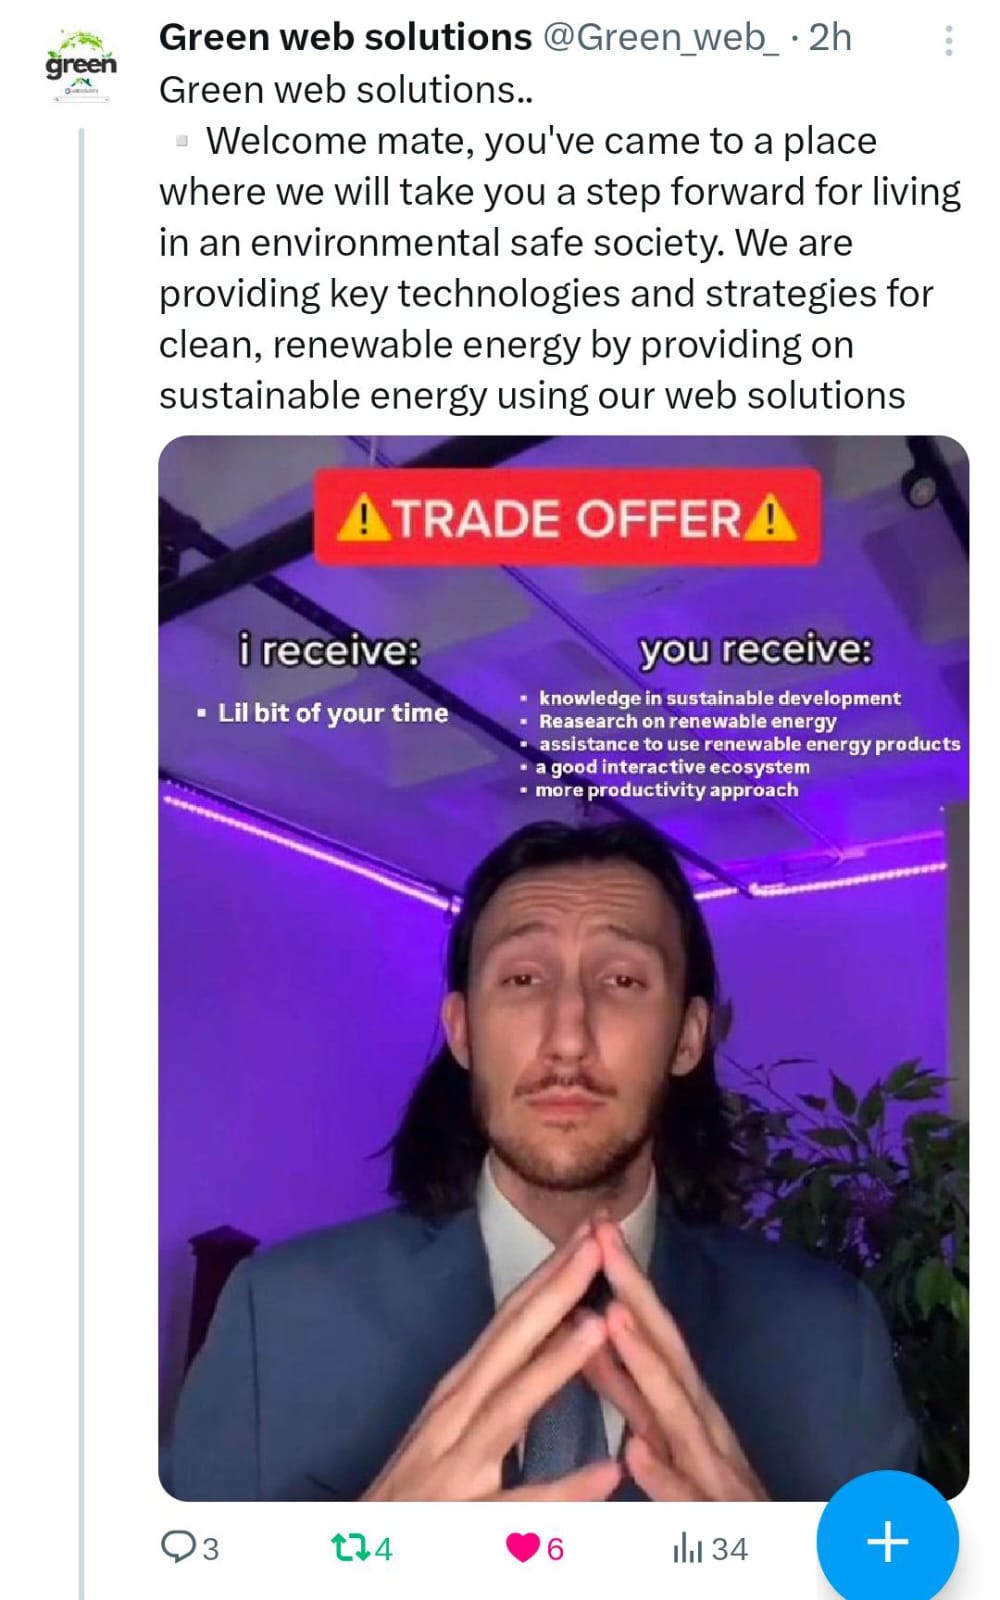 green
Green web solutions @Green_web_ · 2h
Green web solutions..
▫️ Welcome mate, you've came to a place
where we will take you a step forward for living
in an environmental safe society. We are
providing key technologies and strategies for
clean, renewable energy by providing on
sustainable energy using our web solutions
⚠️TRADE OFFER⚠️
i receive:
▪ Lil bit of your time
you receive:
▪ knowledge in sustainable development
▪ Reasearch on renewable energy
▪ assistance to use renewable energy products
▪ a good interactive ecosystem
▪ more productivity approach
3 4 6 34